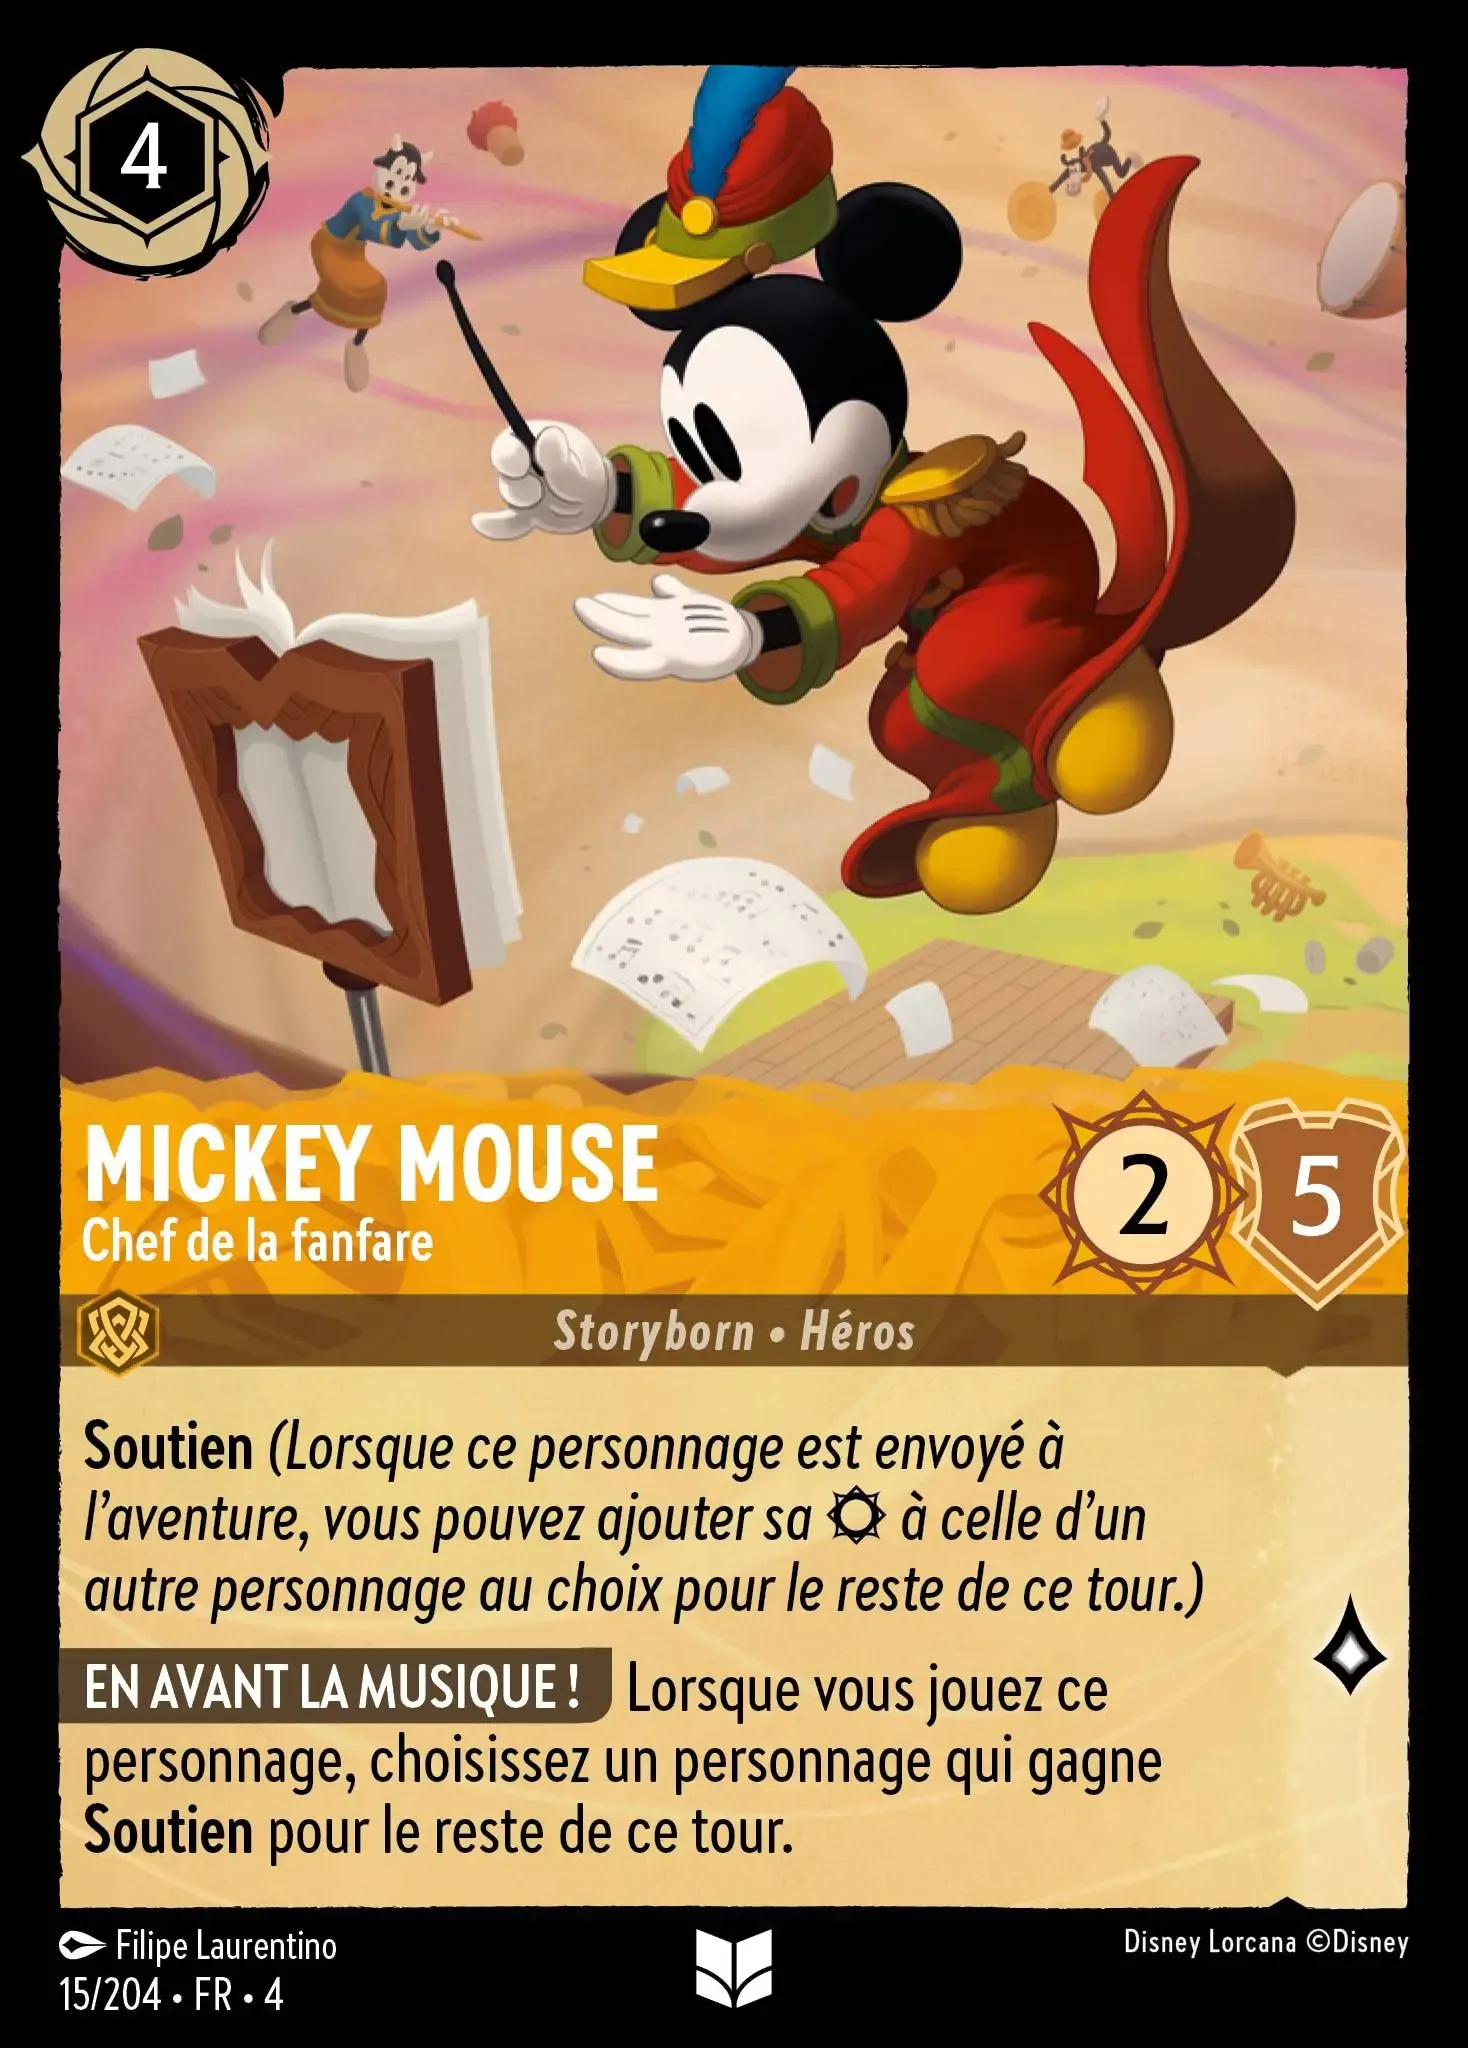 4
MICKEY MOUSE
Chef de la fanfare
2
5
Storyborn • Héros
Soutien (Lorsque ce personnage est envoyé à
l'aventure, vous pouvez ajouter sa à celle d'un
autre personnage au choix pour le reste de ce tour.)
EN AVANT LA MUSIQUE ! Lorsque vous jouez ce
personnage, choisissez un personnage qui gagne
Soutien pour le reste de ce tour.
Filipe Laurentino
Disney Lorcana ©Disney
15/204 • FR • 4